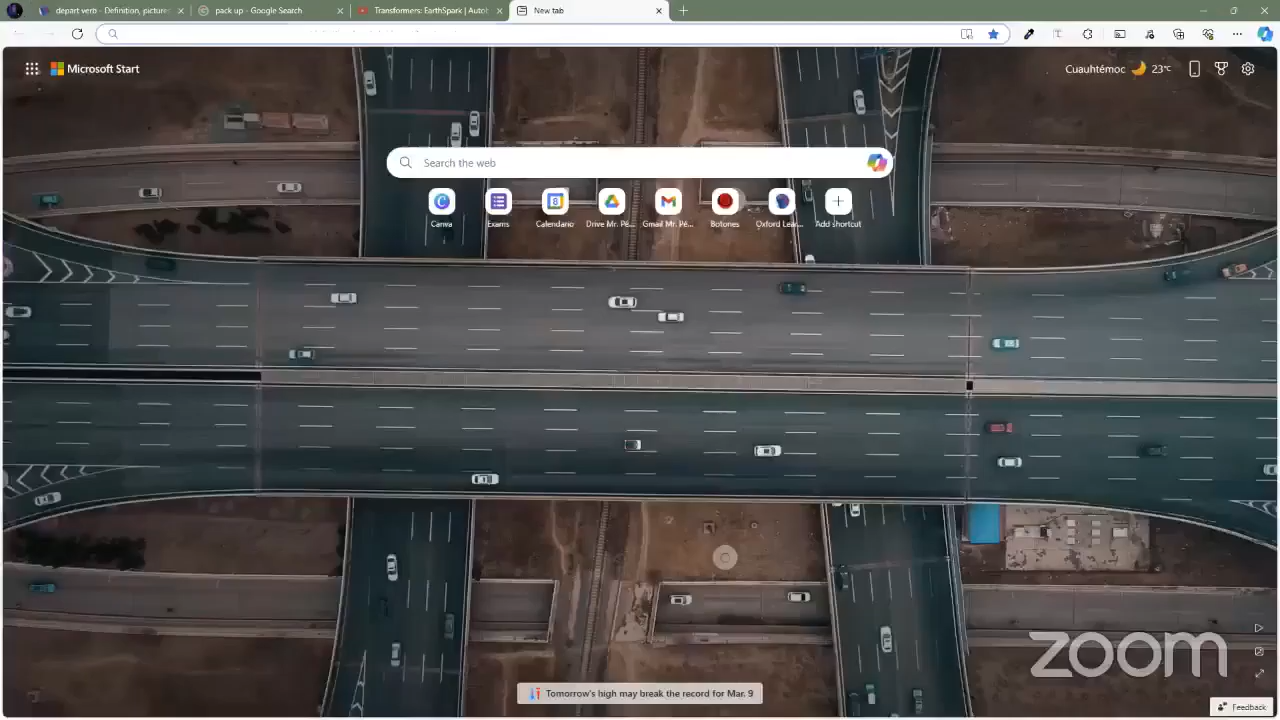 depart verb - Definition, picture
pack up - Google Search
Transformers: EarthSpark | Autob
New tab
Microsoft Start
Cuauhtémoc 23°C
Search the web
Canva
Exams
Calendario
Drive Mr. Pé...
Gmail Mr. Pé...
Botones
Oxford Lear...
Add shortcut
zoom
Tomorrow's high may break the record for Mar. 9
Feedback